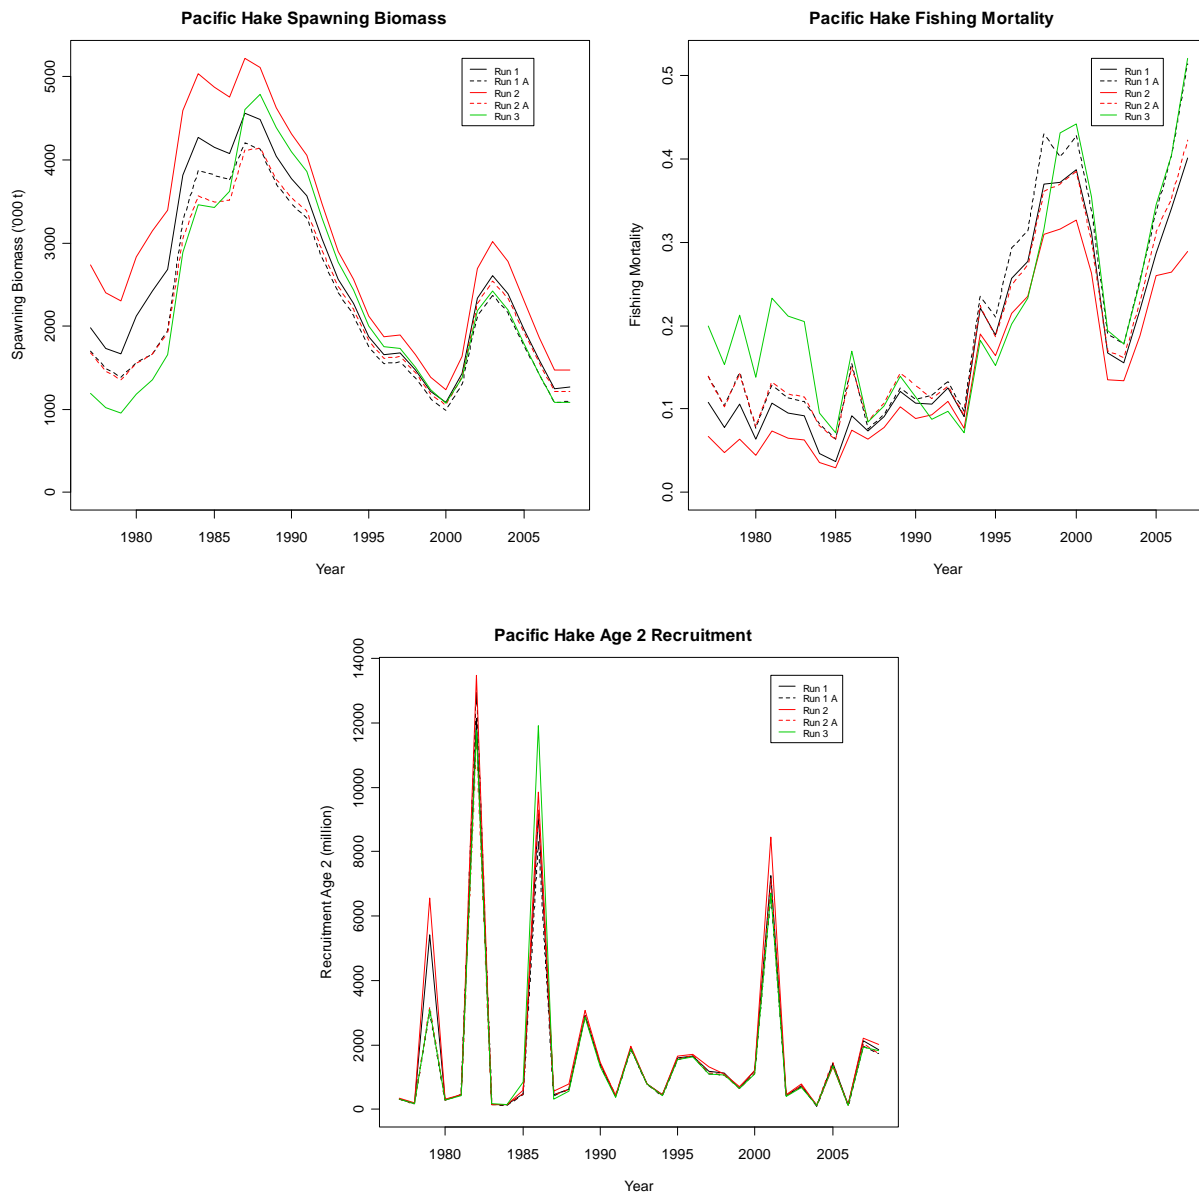 Pacific Hake Spawning Biomass
Spawning Biomass ('000 t)
5000
4000
3000
2000
1000
0
Run 1
Run 1 A
Run 2
Run 2 A
Run 3
1980 1985 1990 1995 2000 2005
Year
Pacific Hake Fishing Mortality
Fishing Mortality
0.5
0.4
0.3
0.2
0.1
0.0
Run 1
Run 1 A
Run 2
Run 2 A
Run 3
1980 1985 1990 1995 2000 2005
Year
Pacific Hake Age 2 Recruitment
Recruitment Age 2 (million)
14000
12000
10000
8000
6000
4000
2000
0
Run 1
Run 1 A
Run 2
Run 2 A
Run 3
1980 1985 1990 1995 2000 2005
Year